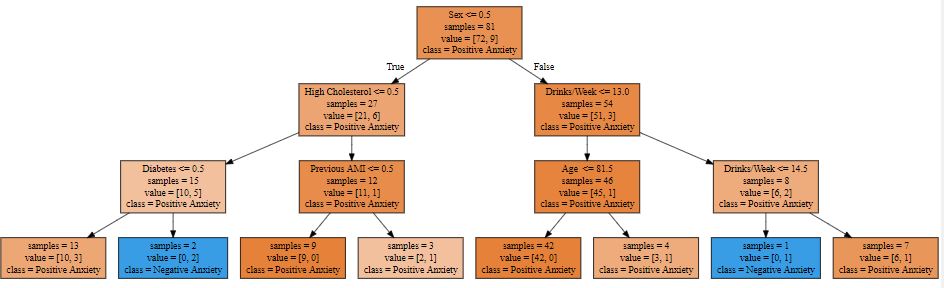 Sex <= 0.5
samples = 81
value = [72, 9]
class = Positive Anxiety
True
False
High Cholesterol <= 0.5
samples = 27
value = [21, 6]
class = Positive Anxiety
Drinks/Week <= 13.0
samples = 54
value = [51, 3]
class = Positive Anxiety
Diabetes <= 0.5
samples = 15
value = [10, 5]
class = Positive Anxiety
Previous AMI <= 0.5
samples = 12
value = [11, 1]
class = Positive Anxiety
Age <= 81.5
samples = 46
value = [45, 1]
class = Positive Anxiety
Drinks/Week <= 14.5
samples = 8
value = [6, 2]
class = Positive Anxiety
samples = 13
value = [10, 3]
class = Positive Anxiety
samples = 2
value = [0, 2]
class = Negative Anxiety
samples = 9
value = [9, 0]
class = Positive Anxiety
samples = 3
value = [2, 1]
class = Positive Anxiety
samples = 42
value = [42, 0]
class = Positive Anxiety
samples = 4
value = [3, 1]
class = Positive Anxiety
samples = 1
value = [0, 1]
class = Negative Anxiety
samples = 7
value = [6, 1]
class = Positive Anxiety